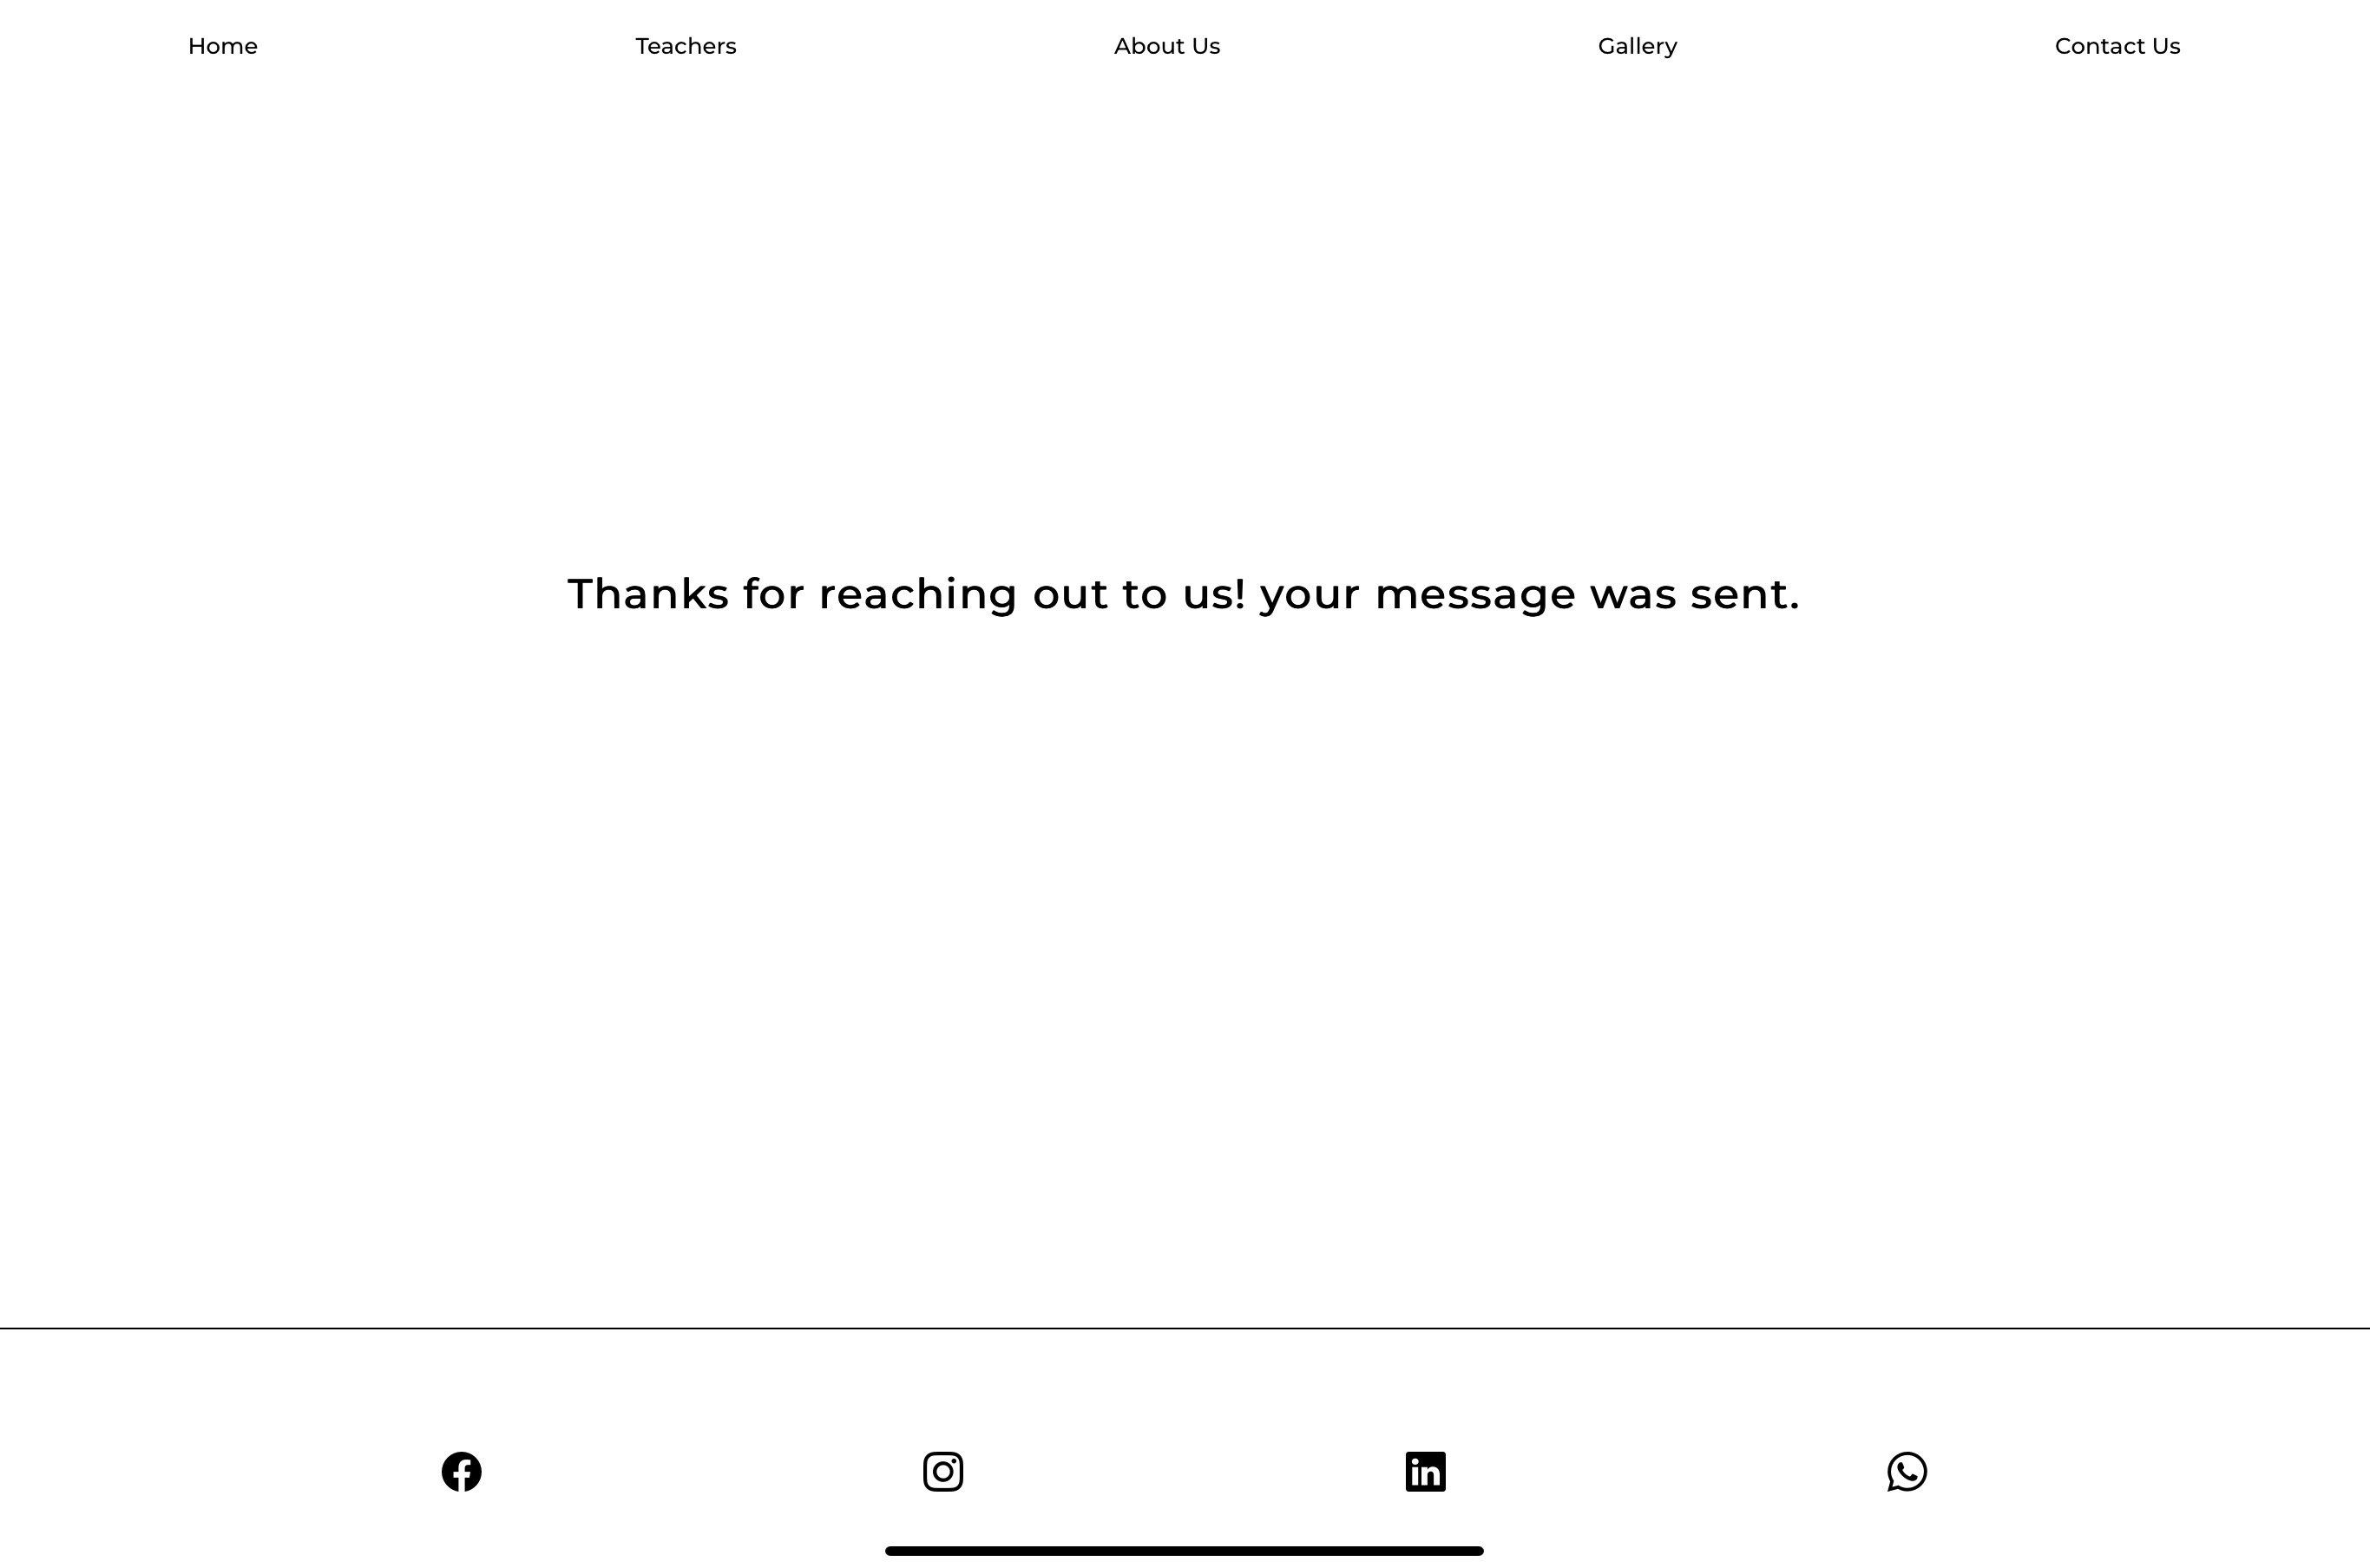 Home
Teachers
About Us
Gallery
Contact Us
Thanks for reaching out to us! your message was sent.